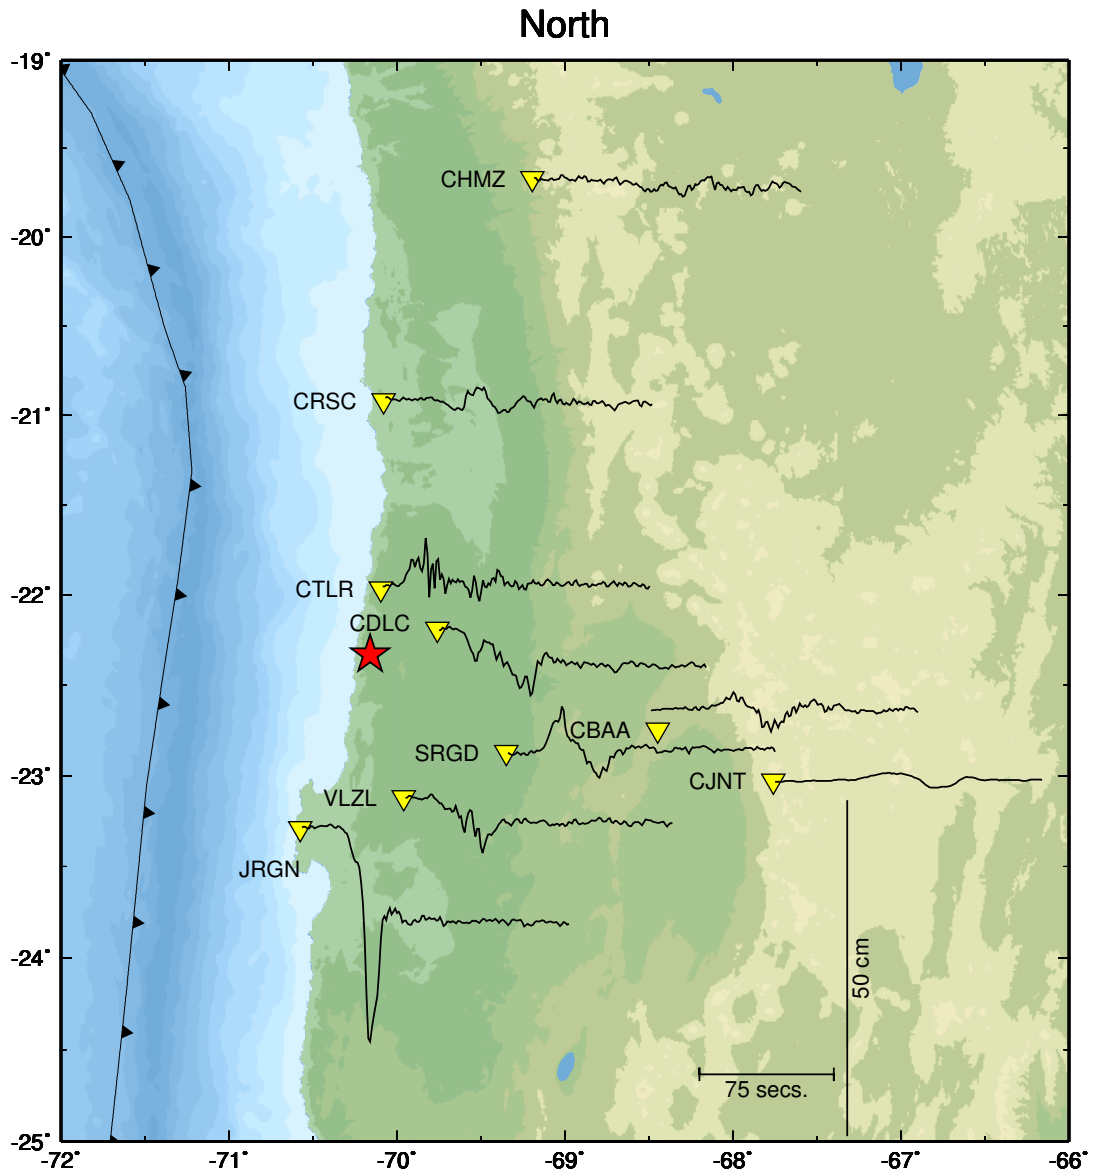 North
-19°
CHMZ
-20°
CRSC
-21°
CTLR
-22°
CDLC
CBAA
SRGD
-23°
CJNT
VLZL
JRGN
50 cm
-24°
75 secs.
-25°
-72 -71 -70 -69 -68 -67 -66